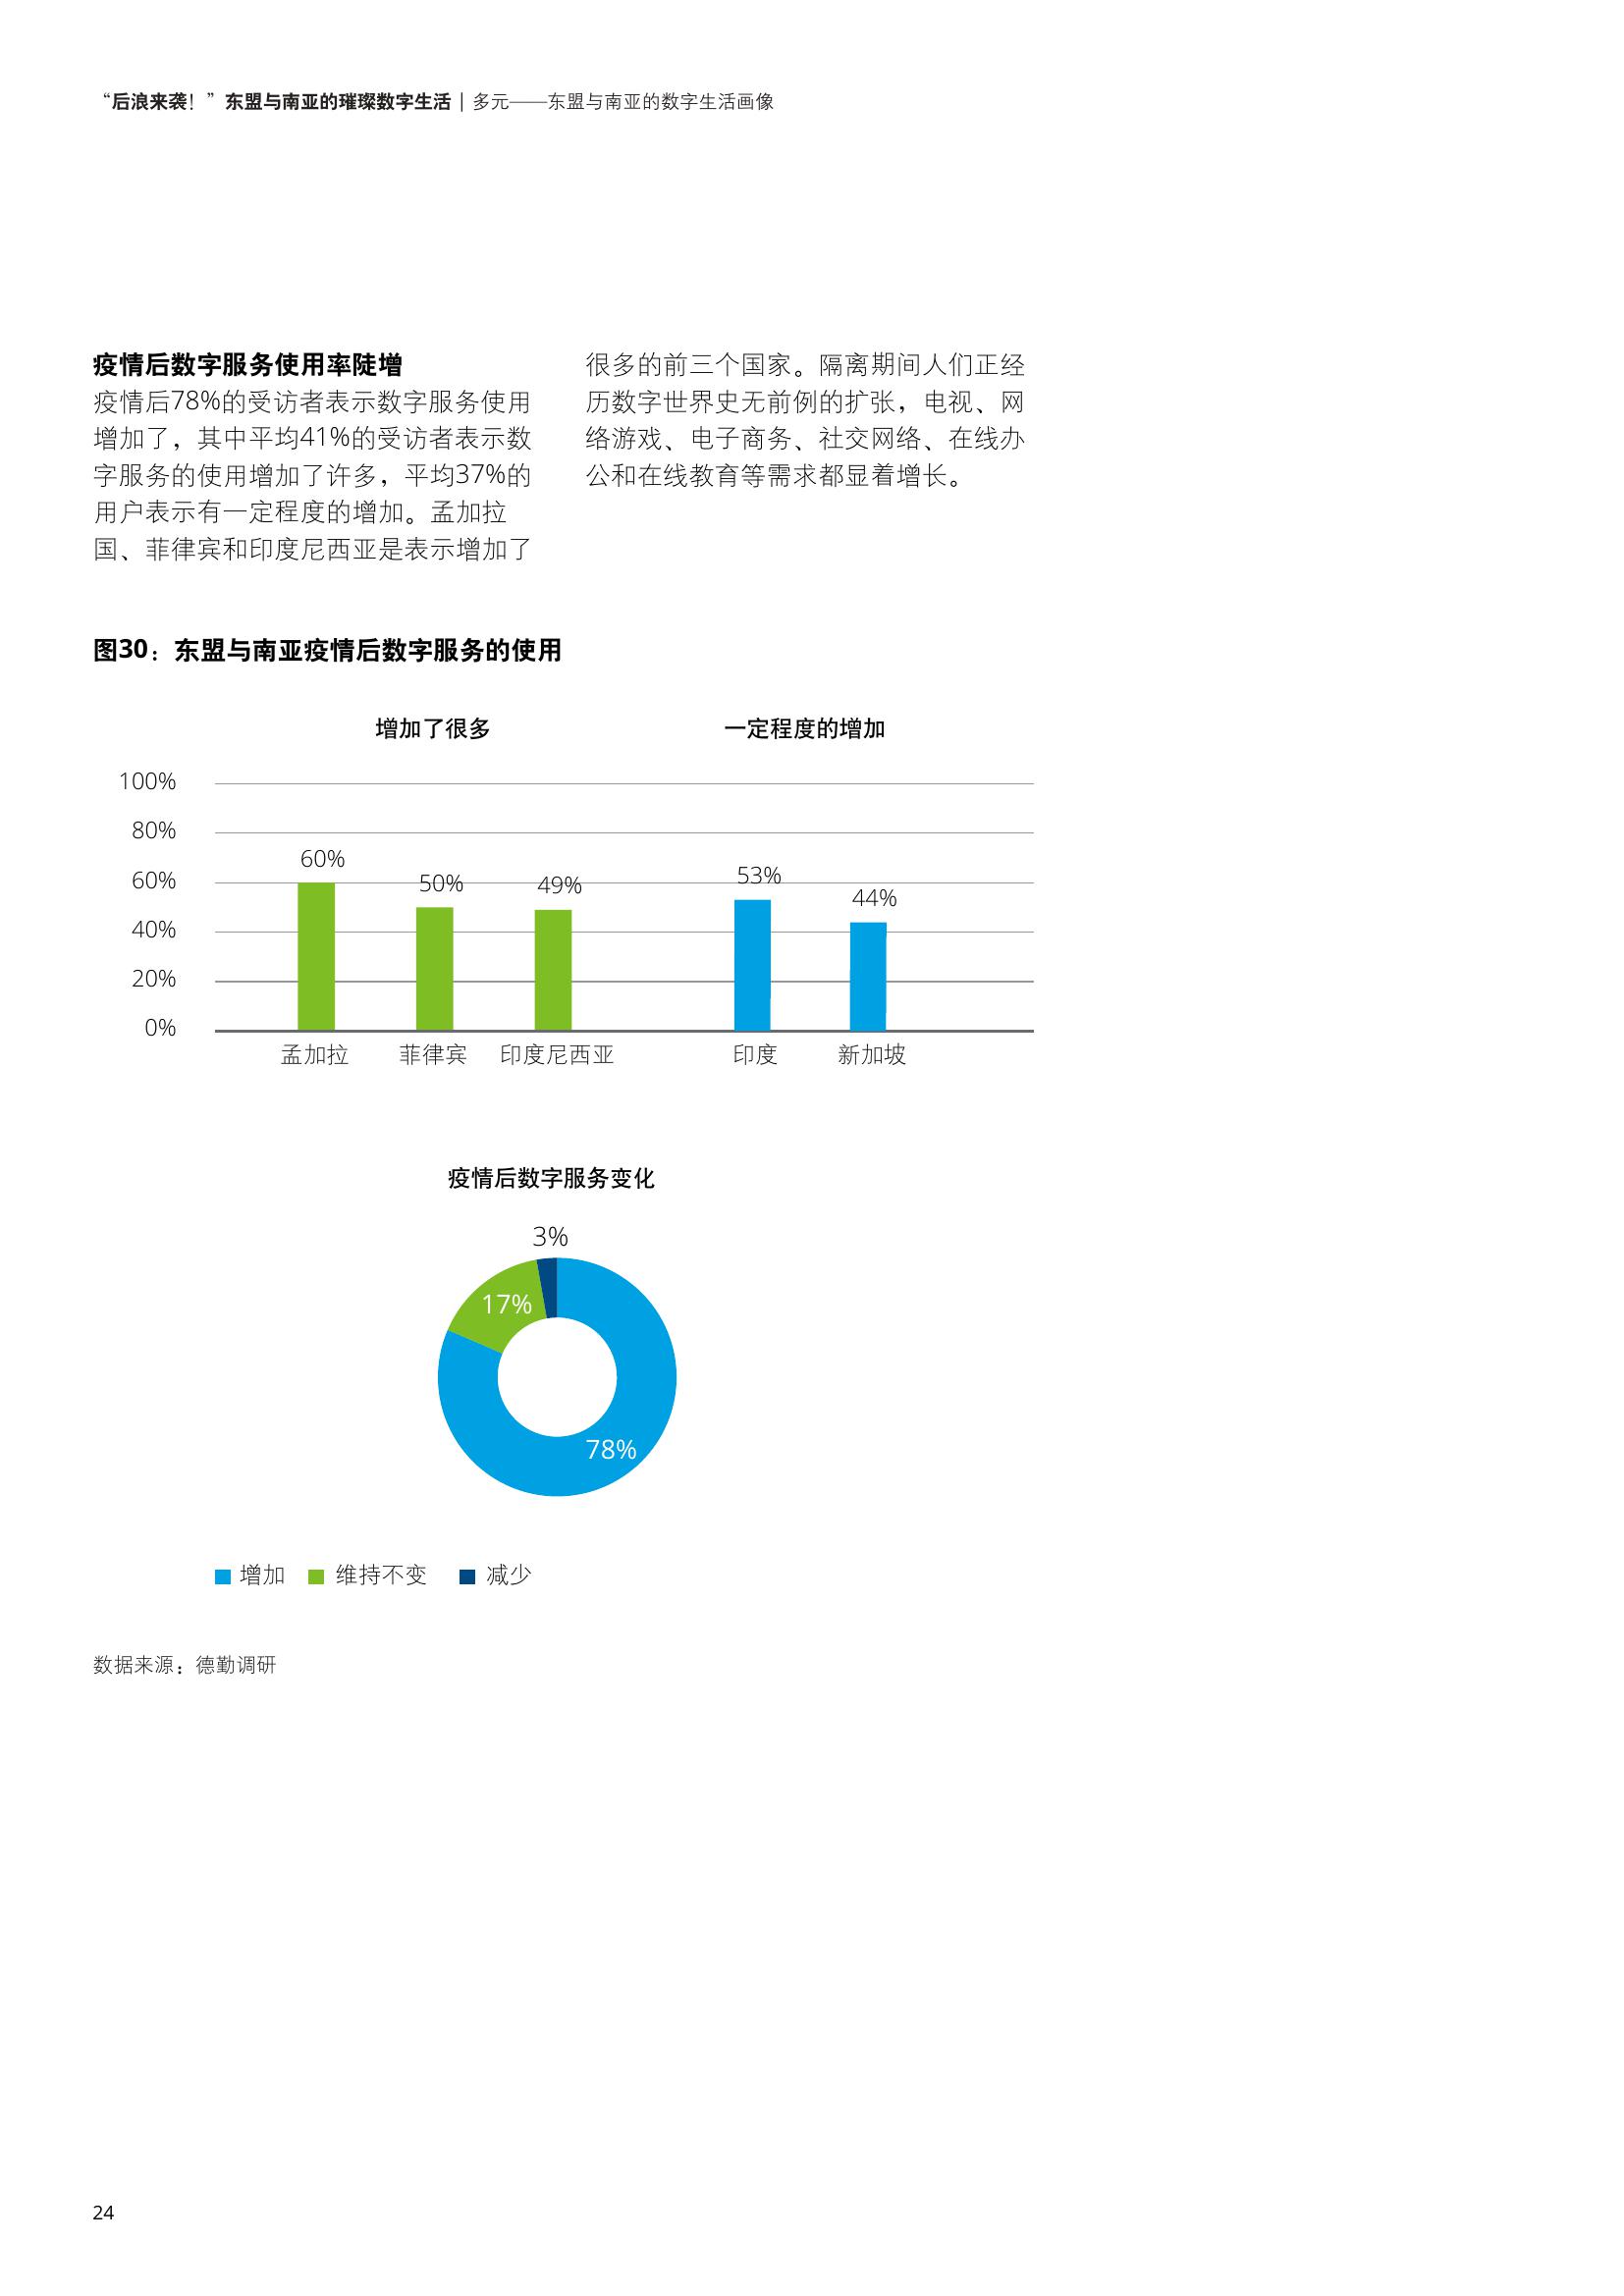 “后浪来袭！”东盟与南亚的璀璨数字生活 | 多元——东盟与南亚的数字生活画像
疫情后数字服务使用率陡增
疫情后78%的受访者表示数字服务使用
增加了，其中平均41%的受访者表示数
字服务的使用增加了许多，平均37%的
用户表示有一定程度的增加。孟加拉
国、菲律宾和印度尼西亚是表示增加了
很多的前三个国家。隔离期间人们正经
历数字世界史无前例的扩张，电视、网
络游戏、电子商务、社交网络、在线办
公和在线教育等需求都显着增长。
图30：东盟与南亚疫情后数字服务的使用
增加了很多 一定程度的增加
100%
80%
60%
40%
20%
0%
60% 50% 49% 53% 44%
孟加拉 菲律宾 印度尼西亚 印度 新加坡
疫情后数字服务变化
3%
17%
78%
增加 维持不变 减少
数据来源：德勤调研
24